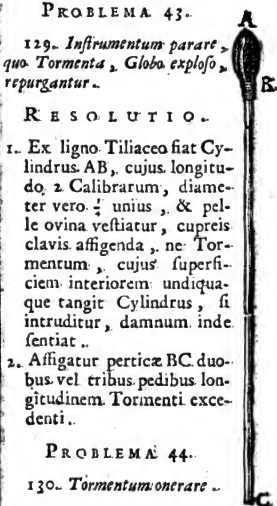 PROBLEMA 43.
129. Inſtrumentum parare,
quo Tormenta, Globo exploſo,
repurgantur.
RESOLUTIO.
1. Ex ligno Tiliaceo fiat Cy-
lindrus AB, cujus longitu-
do 2 Calibrarum, diame-
ter vero unius, & pel-
le ovina veſtiatur, cupreis
clavis affigenda, ne Tor-
mentum, cujus ſuperfi-
ciem interiorem undiqua-
que tangit Cylindrus, ſi
intruditur, damnum inde
ſentiat.
2. Affigatur perticæ BC duo-
bus vel tribus pedibus lon-
gitudinem Tormenti exce-
denti.
PROBLEMA 44.
130. Tormentum onerare.
A
B
C